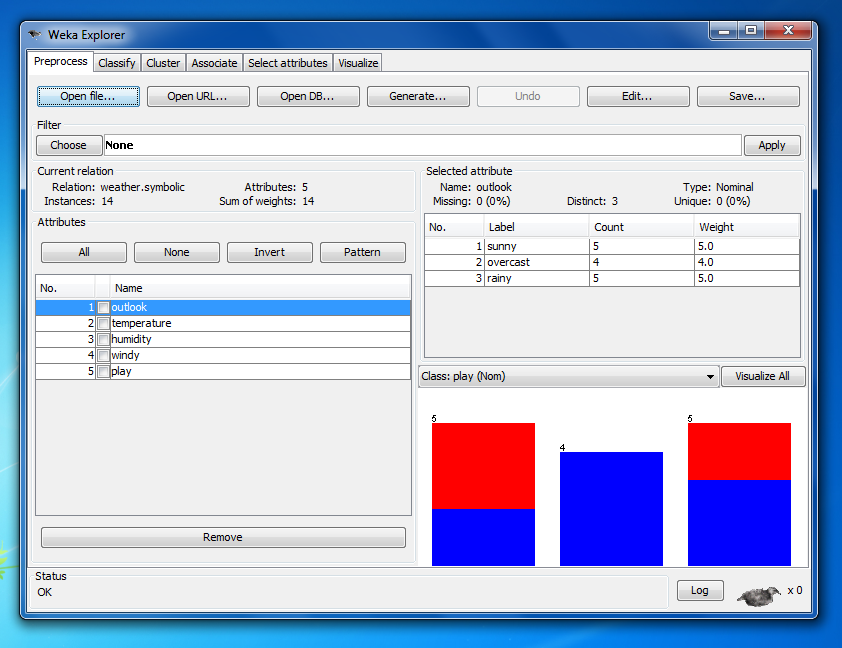 Weka Explorer
Preprocess Classify Cluster Associate Select attributes Visualize
Open file... Open URL... Open DB... Generate... Undo Edit... Save...
Filter
Choose None Apply
Current relation
Relation: weather.symbolic Attributes: 5
Instances: 14 Sum of weights: 14
Attributes
All None Invert Pattern
No. Name
1 outlook
2 temperature
3 humidity
4 windy
5 play
Remove
Selected attribute
Name: outlook Type: Nominal
Missing: 0 (0%) Distinct: 3 Unique: 0 (0%)
No. Label Count Weight
1 sunny 5 5.0
2 overcast 4 4.0
3 rainy 5 5.0
Class: play (Nom) Visualize All
5 4 5
Status
OK
Log x 0